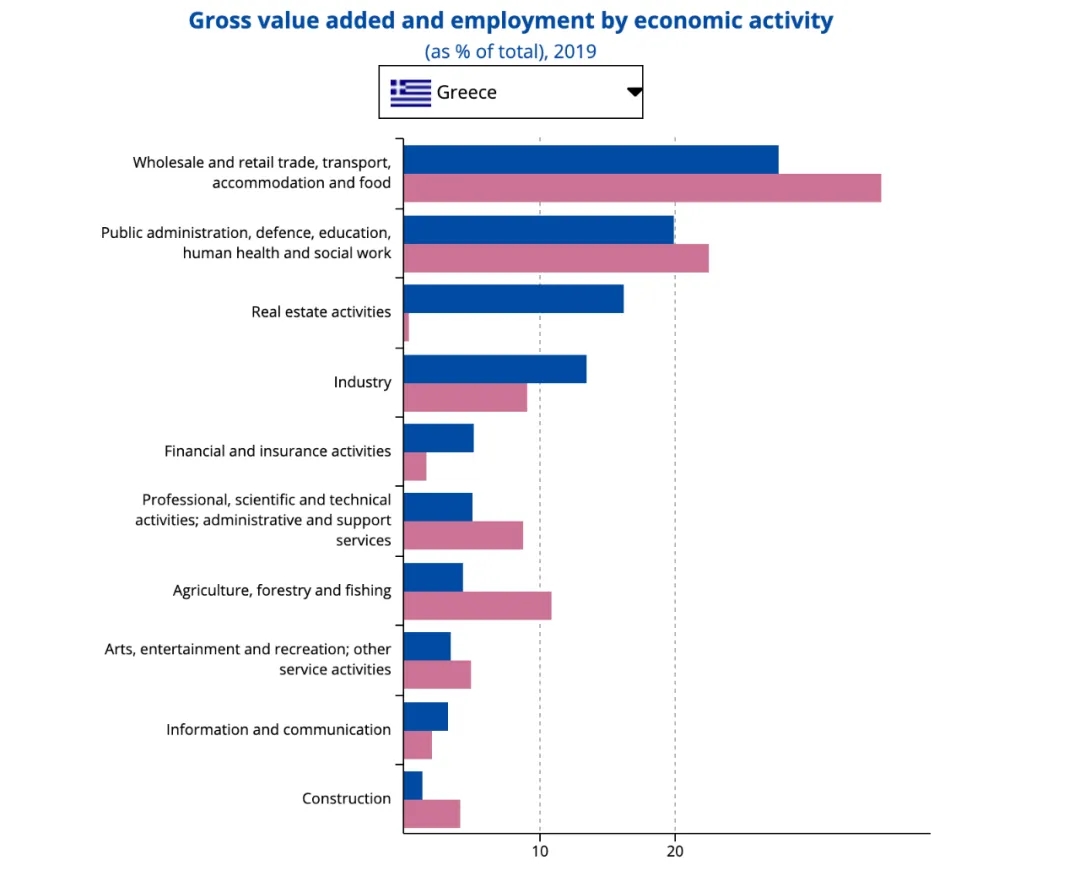 Gross value added and employment by economic activity
(as % of total), 2019
Greece
Wholesale and retail trade, transport,
accommodation and food
Public administration, defence, education,
human health and social work
Real estate activities
Industry
Financial and insurance activities
Professional, scientific and technical
activities; administrative and support
services
Agriculture, forestry and fishing
Arts, entertainment and recreation; other
service activities
Information and communication
Construction
10 20